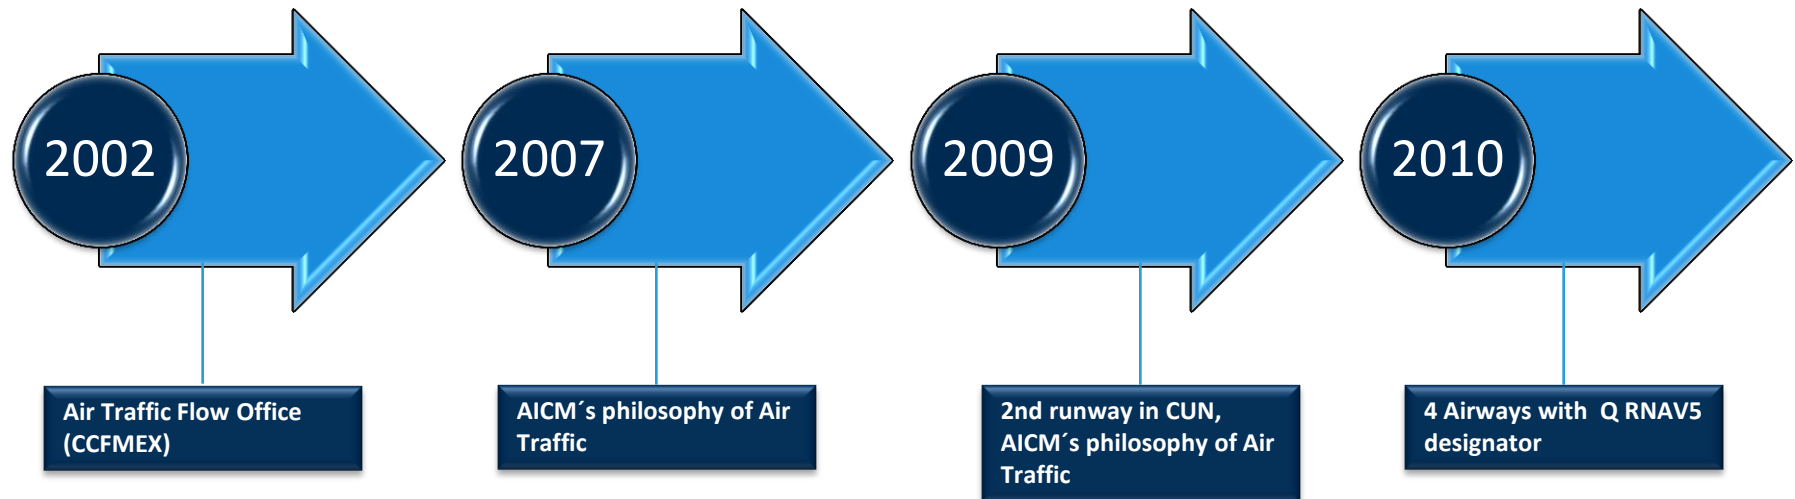 2002
2007
2009
2010
Air Traffic Flow Office
(CCFMEX)
AICM´s philosophy of Air
Traffic
2nd runway in CUN,
AICM´s philosophy of Air
Traffic
4 Airways with  Q RNAV5
designator